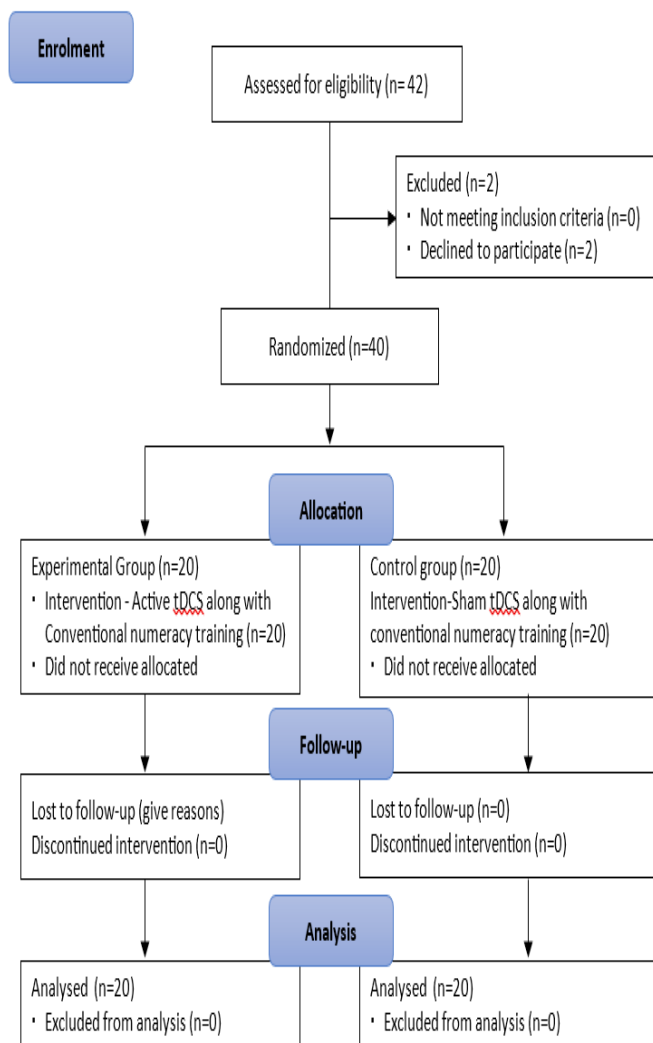 Enrolment
Assessed for eligibility (n= 42)
Excluded (n=2)
▪ Not meeting inclusion criteria (n=0)
▪ Declined to participate (n=2)
Randomized (n=40)
Allocation
Experimental Group (n=20)
▪ Intervention - Active tDCS along with
Conventional numeracy training (n=20)
▪ Did not receive allocated
Control group (n=20)
Intervention-Sham tDCS along with
conventional numeracy training (n=20)
▪ Did not receive allocated
Follow-up
Lost to follow-up (give reasons)
Discontinued intervention (n=0)
Lost to follow-up (n=0)
Discontinued intervention (n=0)
Analysis
Analysed (n=20)
▪ Excluded from analysis (n=0)
Analysed (n=20)
▪ Excluded from analysis (n=0)